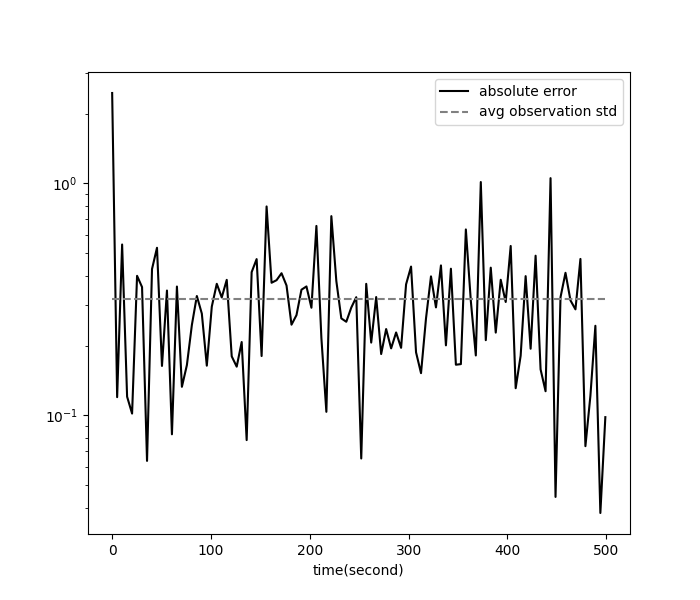 absolute error
avg observation std
10⁰
10⁻¹
0 100 200 300 400 500
time(second)